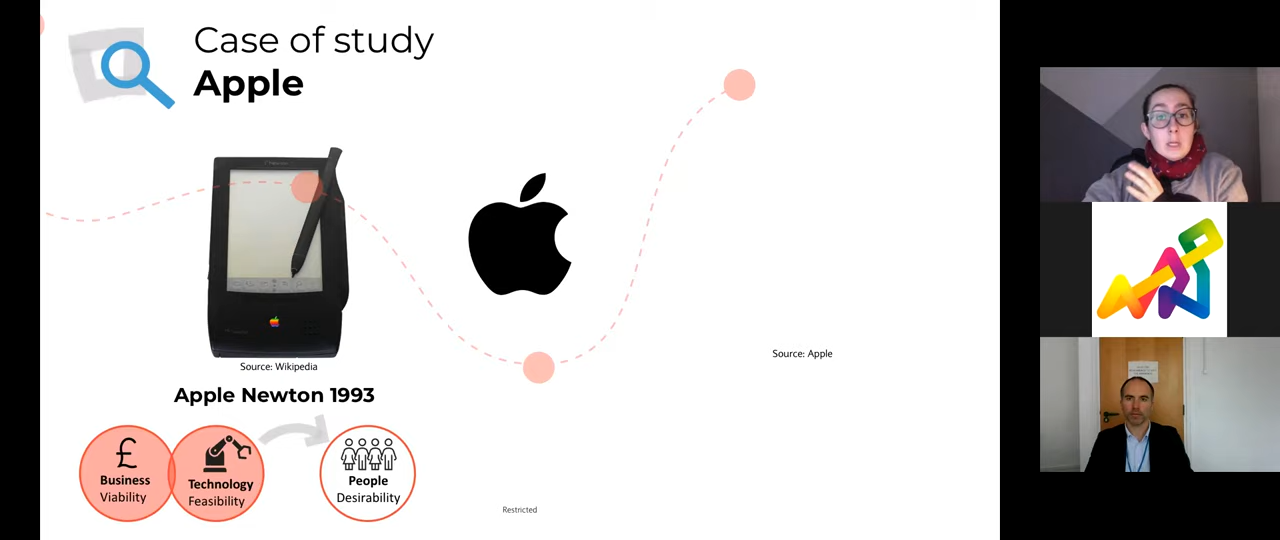 Case of study
Apple
Source: Wikipedia
Source: Apple
Apple Newton 1993
£
Business
Viability
Technology
Feasibility
People
Desirability
Restricted